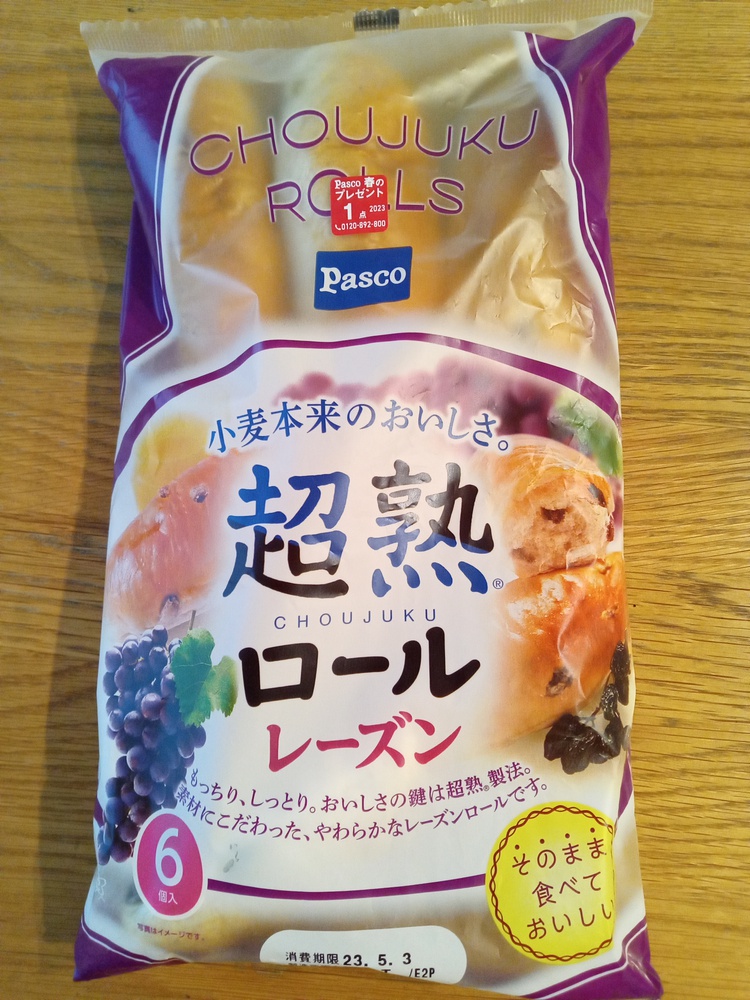 CHOUJUKU
ROLLS
Pasco 春の
プレゼント
1点 2023
0120-892-800
Pasco
小麦本来のおいしさ。
超熟®
CHOUJUKU
ロール
レーズン
もっちり、しっとり。おいしさの鍵は超熟®製法。
素材にこだわった、やわらかなレーズンロールです。
6
個入
そのまま
食べて
おいしい
写真はイメージです。
消費期限 23. 5. 3
/E2P